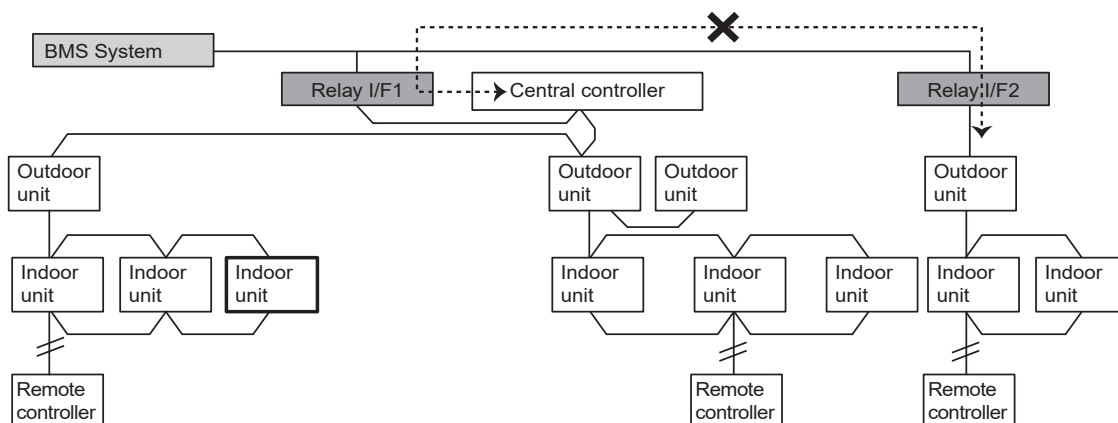 BMS System
Relay I/F1
Central controller
Relay I/F2
Outdoor
unit
Outdoor
unit
Outdoor
unit
Outdoor
unit
Indoor
unit
Indoor
unit
Indoor
unit
Indoor
unit
Indoor
unit
Indoor
unit
Indoor
unit
Indoor
unit
Remote
controller
Remote
controller
Remote
controller